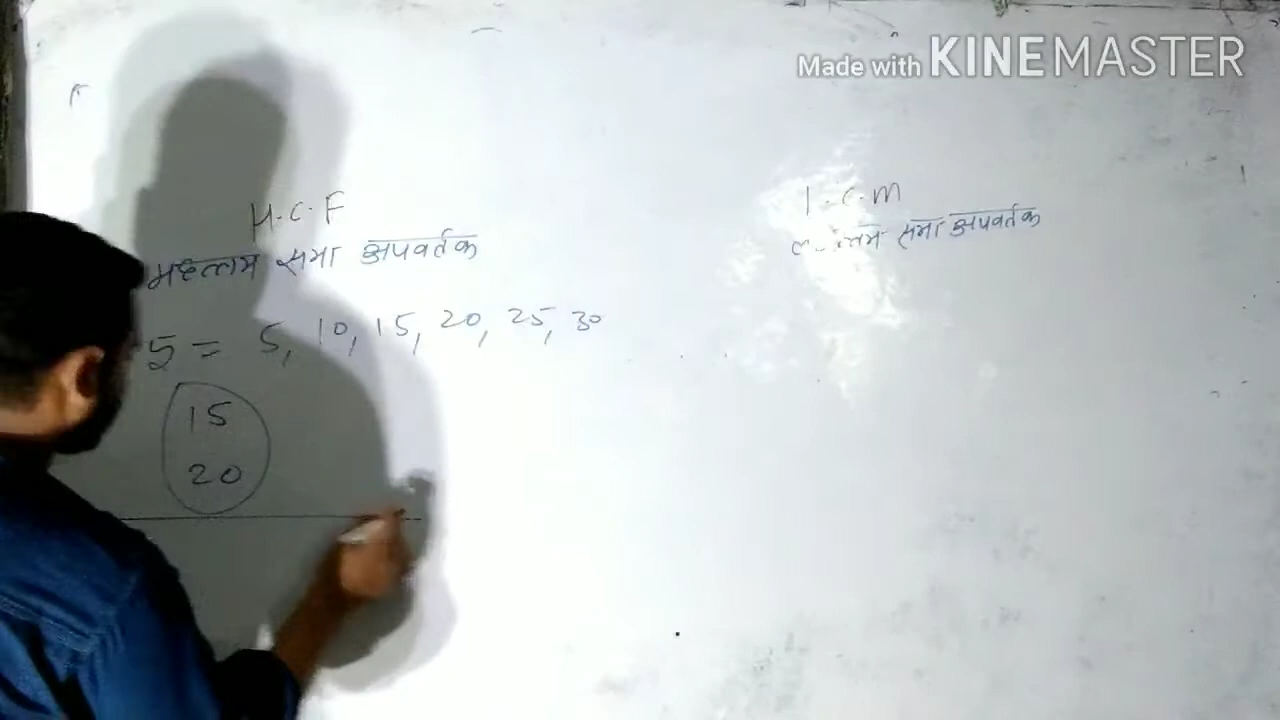 Made with KINEMASTER
H.C.F
महत्तम समा अपवर्तक
5 = 5, 10, 15, 20, 25, 30
15
20
L.C.M
समा अपवर्तक